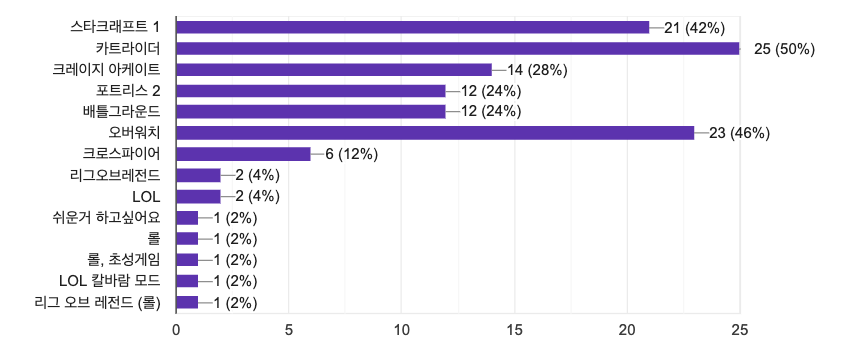 스타크래프트 1 21 (42%)
카트라이더 25 (50%)
크레이지 아케이트 14 (28%)
포트리스 2 12 (24%)
배틀그라운드 12 (24%)
오버워치 23 (46%)
크로스파이어 6 (12%)
리그오브레전드 2 (4%)
LOL 2 (4%)
쉬운거 하고싶어요 1 (2%)
롤 1 (2%)
롤, 초성게임 1 (2%)
LOL 칼바람 모드 1 (2%)
리그 오브 레전드 (롤) 1 (2%)
0 5 10 15 20 25